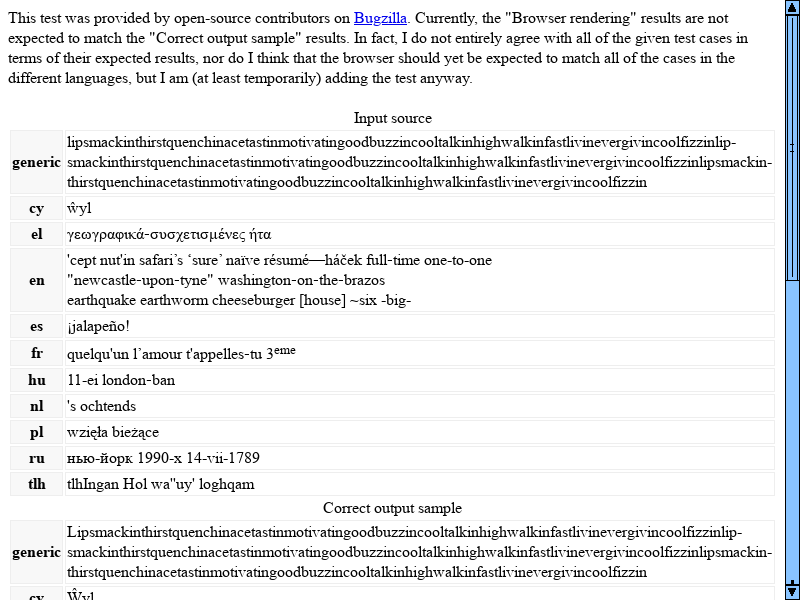 This test was provided by open-source contributors on Bugzilla. Currently, the "Browser rendering" results are not
expected to match the "Correct output sample" results. In fact, I do not entirely agree with all of the given test cases in
terms of their expected results, nor do I think that the browser should yet be expected to match all of the cases in the
different languages, but I am (at least temporarily) adding the test anyway.
Input source
generic lipsmackinthirstquenchinacetastinmotivatingoodbuzzincooltalkinhighwalkinfastlivinevergivincoolfizzinlip-
smackinthirstquenchinacetastinmotivatingoodbuzzincooltalkinhighwalkinfastlivinevergivincoolfizzinlipsmackin-
thirstquenchinacetastinmotivatingoodbuzzincooltalkinhighwalkinfastlivinevergivincoolfizzin
cy ŵyl
el γεωγραφικά-συσχετισμένες ήτα
en 'cept nut'in safari’s ‘sure’ naïve résumé—háček full-time one-to-one
"newcastle-upon-tyne" washington-on-the-brazos
earthquake earthworm cheeseburger [house] ~six -big-
es ¡jalapeño!
fr quelqu'un l’amour t'appelles-tu 3eme
hu 11-ei london-ban
nl 's ochtends
pl wzięła bieżące
ru нью-йорк 1990-х 14-vii-1789
tlh tlhIngan Hol wa''uy' loghqam
Correct output sample
generic Lipsmackinthirstquenchinacetastinmotivatingoodbuzzincooltalkinhighwalkinfastlivinevergivincoolfizzinlip-
smackinthirstquenchinacetastinmotivatingoodbuzzincooltalkinhighwalkinfastlivinevergivincoolfizzinlipsmackin-
thirstquenchinacetastinmotivatingoodbuzzincooltalkinhighwalkinfastlivinevergivincoolfizzin
cy Ŵyl